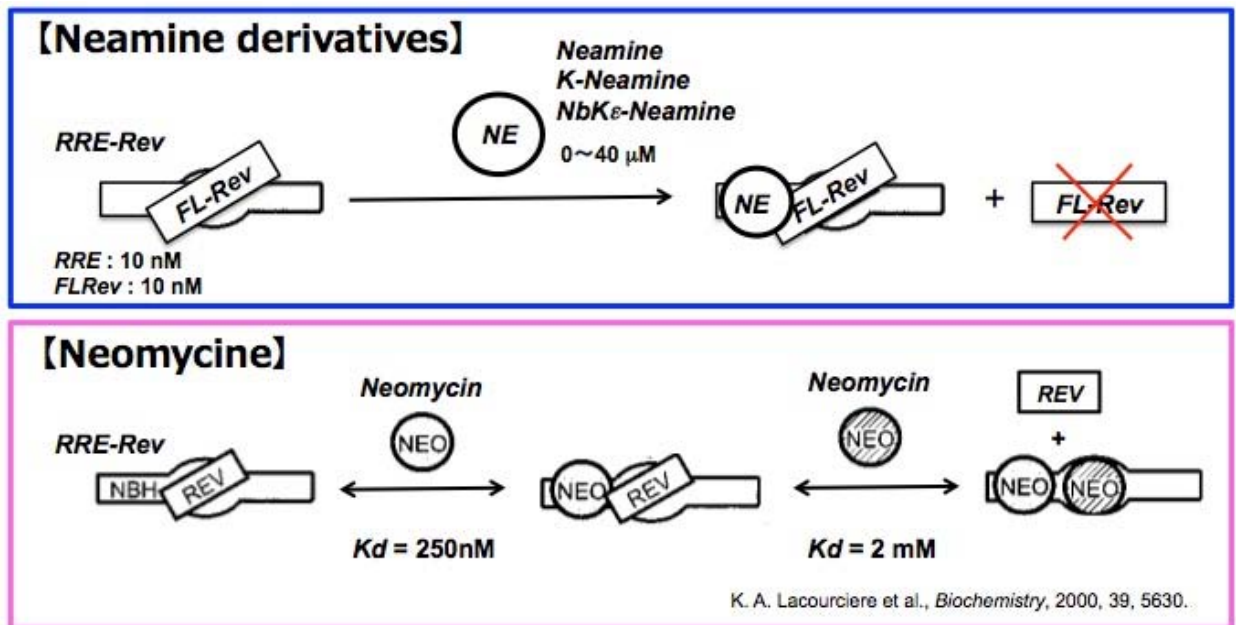 【Neamine derivatives】
Neamine
K-Neamine
NbKε-Neamine
0～40 μM
RRE-Rev
NE
FL-Rev
NE
FL-Rev
+
FL-Rev
RRE : 10 nM
FLRev : 10 nM
【Neomycine】
RRE-Rev
NBH
REV
Neomycin
NEO
Kd = 250nM
NEO
REV
Neomycin
NEO
Kd = 2 mM
REV
+
NEO
NEO
K. A. Lacourciere et al., Biochemistry, 2000, 39, 5630.